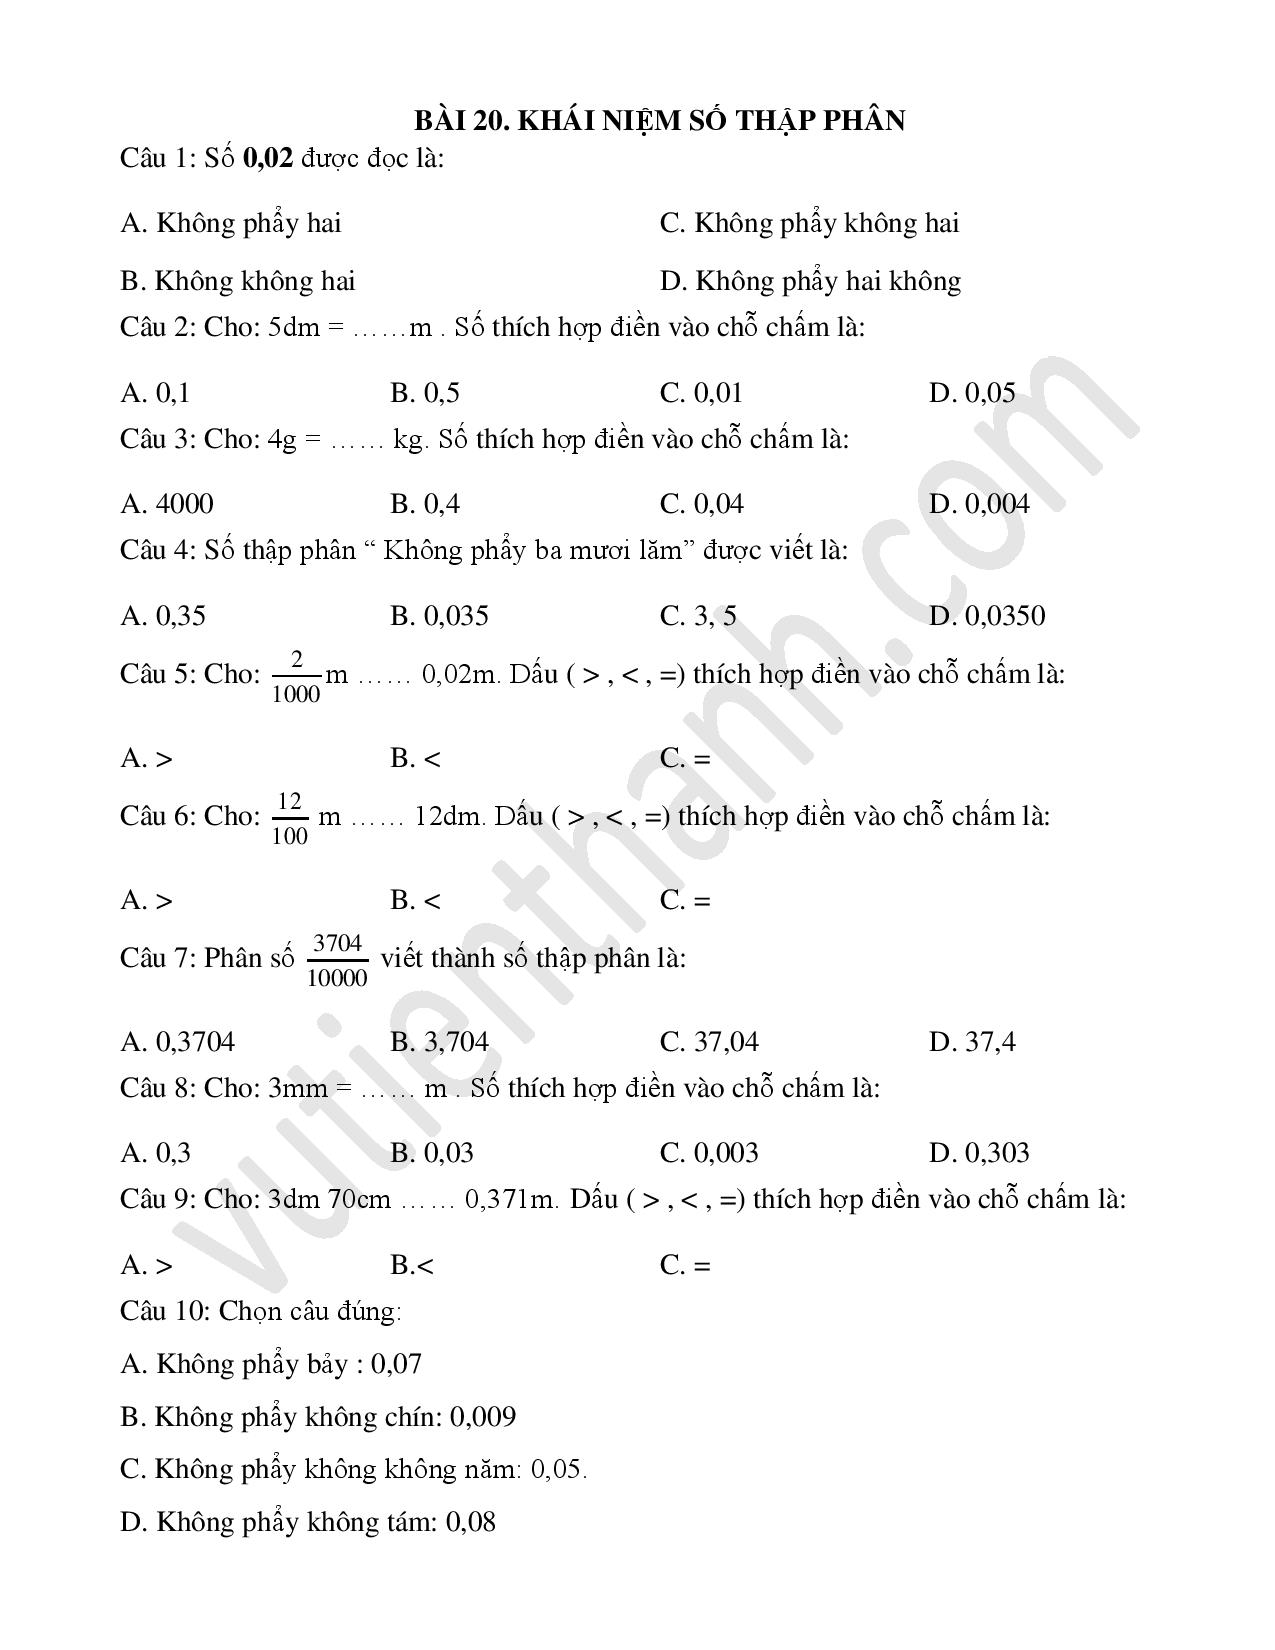 BÀI 20. KHÁI NIỆM SỐ THẬP PHÂN
Câu 1: Số 0,02 được đọc là:
A. Không phẩy hai C. Không phẩy không hai
B. Không không hai D. Không phẩy hai không
Câu 2: Cho: 5dm = ……m . Số thích hợp điền vào chỗ chấm là:
A. 0,1 B. 0,5 C. 0,01 D. 0,05
Câu 3: Cho: 4g = …… kg. Số thích hợp điền vào chỗ chấm là:
A. 4000 B. 0,4 C. 0,04 D. 0,004
Câu 4: Số thập phân “ Không phẩy ba mươi lăm” được viết là:
A. 0,35 B. 0,035 C. 3, 5 D. 0,0350
Câu 5: Cho: 2/1000 m …… 0,02m. Dấu ( > , < , =) thích hợp điền vào chỗ chấm là:
A. > B. < C. =
Câu 6: Cho: 12/100 m …… 12dm. Dấu ( > , < , =) thích hợp điền vào chỗ chấm là:
A. > B. < C. =
Câu 7: Phân số 3704/10000 viết thành số thập phân là:
A. 0,3704 B. 3,704 C. 37,04 D. 37,4
Câu 8: Cho: 3mm = …… m . Số thích hợp điền vào chỗ chấm là:
A. 0,3 B. 0,03 C. 0,003 D. 0,303
Câu 9: Cho: 3dm 70cm …… 0,371m. Dấu ( > , < , =) thích hợp điền vào chỗ chấm là:
A. > B.< C. =
Câu 10: Chọn câu đúng:
A. Không phẩy bảy : 0,07
B. Không phẩy không chín: 0,009
C. Không phẩy không không năm: 0,05.
D. Không phẩy không tám: 0,08
vutienthanh.com